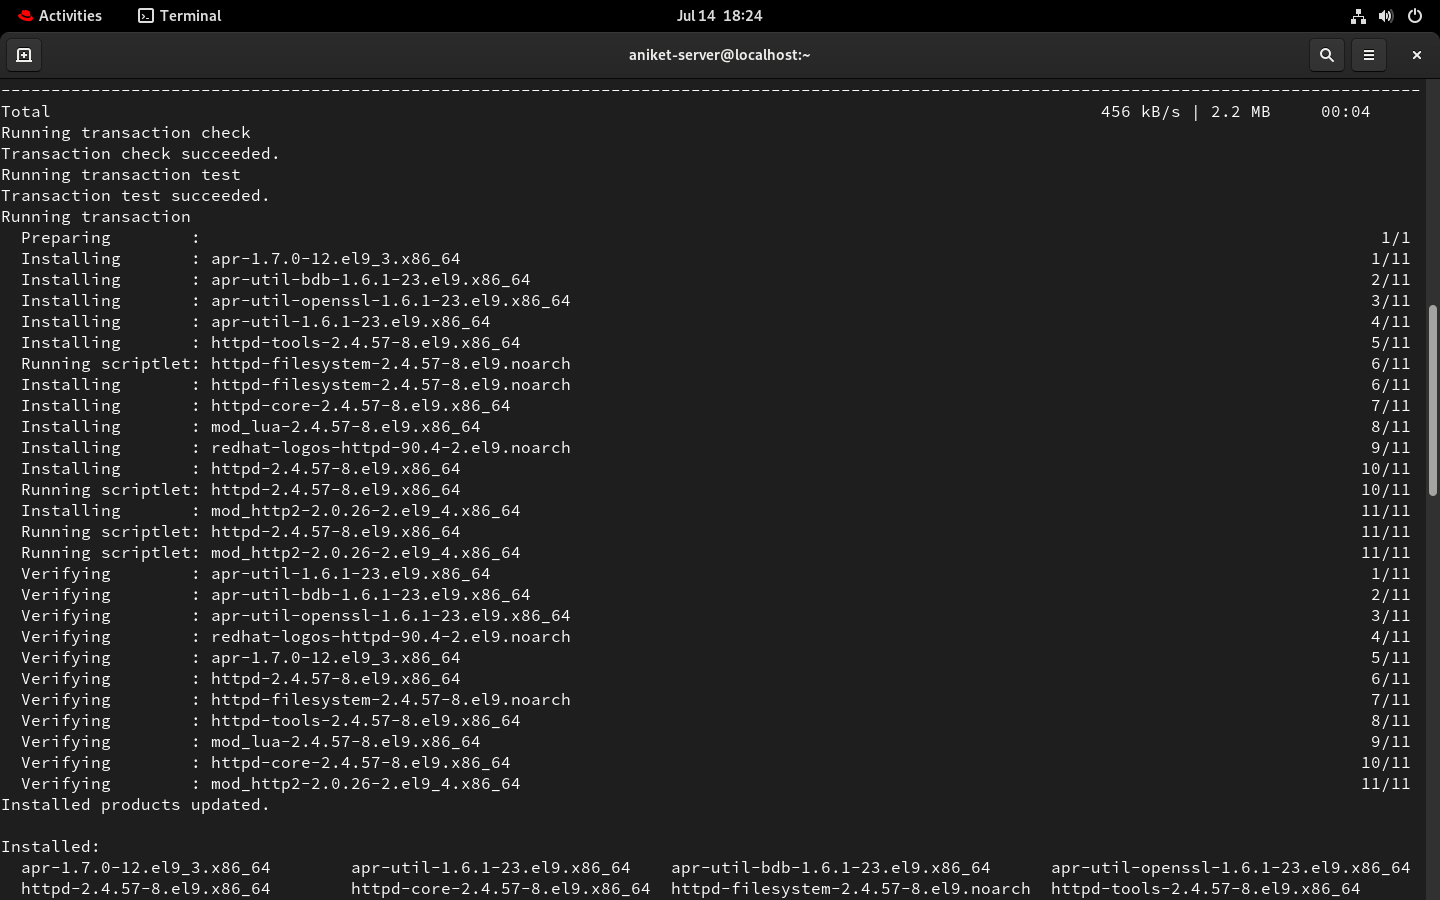 Activities Terminal Jul 14 18:24
aniket-server@localhost:~
--------------------------------------------------------------------------------------------------------------------------------------------
Total 456 kB/s | 2.2 MB 00:04
Running transaction check
Transaction check succeeded.
Running transaction test
Transaction test succeeded.
Running transaction
  Preparing        : 1/1
  Installing       : apr-1.7.0-12.el9_3.x86_64 1/11
  Installing       : apr-util-bdb-1.6.1-23.el9.x86_64 2/11
  Installing       : apr-util-openssl-1.6.1-23.el9.x86_64 3/11
  Installing       : apr-util-1.6.1-23.el9.x86_64 4/11
  Installing       : httpd-tools-2.4.57-8.el9.x86_64 5/11
  Running scriptlet: httpd-filesystem-2.4.57-8.el9.noarch 6/11
  Installing       : httpd-filesystem-2.4.57-8.el9.noarch 6/11
  Installing       : httpd-core-2.4.57-8.el9.x86_64 7/11
  Installing       : mod_lua-2.4.57-8.el9.x86_64 8/11
  Installing       : redhat-logos-httpd-90.4-2.el9.noarch 9/11
  Installing       : httpd-2.4.57-8.el9.x86_64 10/11
  Running scriptlet: httpd-2.4.57-8.el9.x86_64 10/11
  Installing       : mod_http2-2.0.26-2.el9_4.x86_64 11/11
  Running scriptlet: httpd-2.4.57-8.el9.x86_64 11/11
  Running scriptlet: mod_http2-2.0.26-2.el9_4.x86_64 11/11
  Verifying        : apr-util-1.6.1-23.el9.x86_64 1/11
  Verifying        : apr-util-bdb-1.6.1-23.el9.x86_64 2/11
  Verifying        : apr-util-openssl-1.6.1-23.el9.x86_64 3/11
  Verifying        : redhat-logos-httpd-90.4-2.el9.noarch 4/11
  Verifying        : apr-1.7.0-12.el9_3.x86_64 5/11
  Verifying        : httpd-2.4.57-8.el9.x86_64 6/11
  Verifying        : httpd-filesystem-2.4.57-8.el9.noarch 7/11
  Verifying        : httpd-tools-2.4.57-8.el9.x86_64 8/11
  Verifying        : mod_lua-2.4.57-8.el9.x86_64 9/11
  Verifying        : httpd-core-2.4.57-8.el9.x86_64 10/11
  Verifying        : mod_http2-2.0.26-2.el9_4.x86_64 11/11
Installed products updated.

Installed:
  apr-1.7.0-12.el9_3.x86_64 apr-util-1.6.1-23.el9.x86_64 apr-util-bdb-1.6.1-23.el9.x86_64 apr-util-openssl-1.6.1-23.el9.x86_64
  httpd-2.4.57-8.el9.x86_64 httpd-core-2.4.57-8.el9.x86_64 httpd-filesystem-2.4.57-8.el9.noarch httpd-tools-2.4.57-8.el9.x86_64